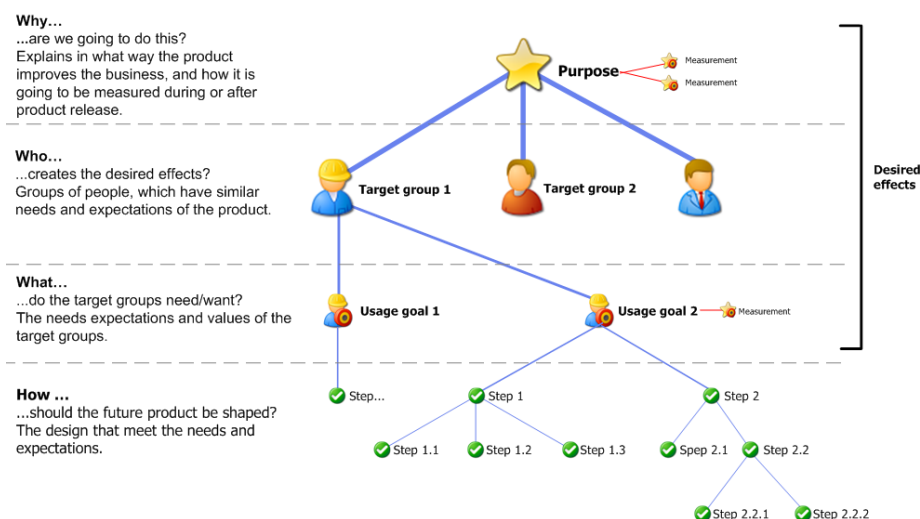 Why...
...are we going to do this?
Explains in what way the product
improves the business, and how it is
going to be measured during or after
product release.
Purpose
Measurement
Measurement
Who...
...creates the desired effects?
Groups of people, which have similar
needs and expectations of the product.
Target group 1
Target group 2
Desired
effects
What...
...do the target groups need/want?
The needs expectations and values of the
target groups.
Usage goal 1
Usage goal 2
Measurement
How ...
...should the future product be shaped?
The design that meet the needs and
expectations.
Step...
Step 1
Step 2
Step 1.1
Step 1.2
Step 1.3
Spep 2.1
Step 2.2
Step 2.2.1
Step 2.2.2